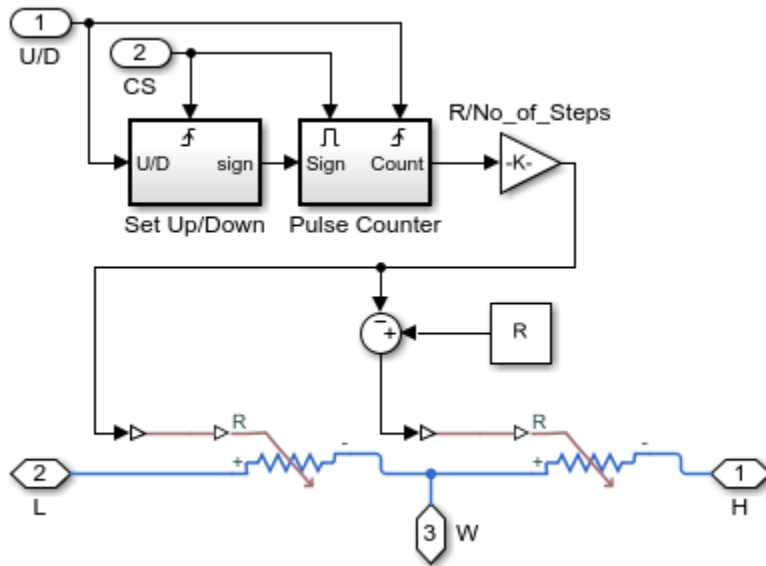 1
U/D
2
CS
R/No_of_Steps
U/D sign
Sign Count
-K-
Set Up/Down
Pulse Counter
−
+
R
R
R
+
-
+
-
2
L
3
W
1
H